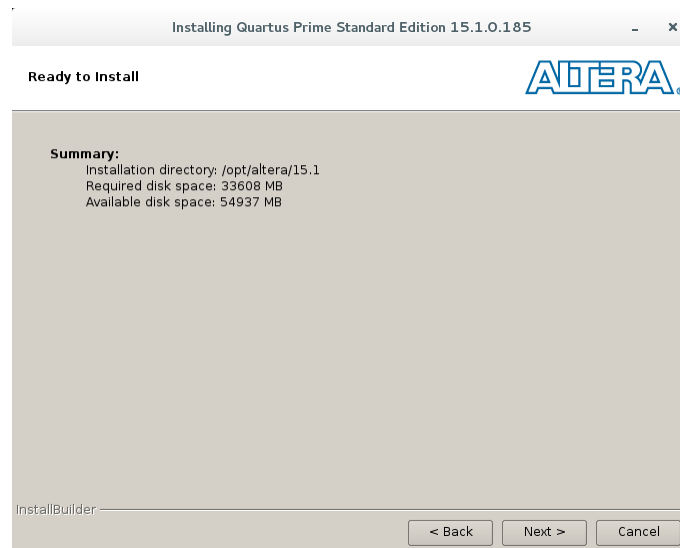 Installing Quartus Prime Standard Edition 15.1.0.185
Ready to Install
ALTERA
Summary:
Installation directory: /opt/altera/15.1
Required disk space: 33608 MB
Available disk space: 54937 MB
InstallBuilder
< Back
Next >
Cancel